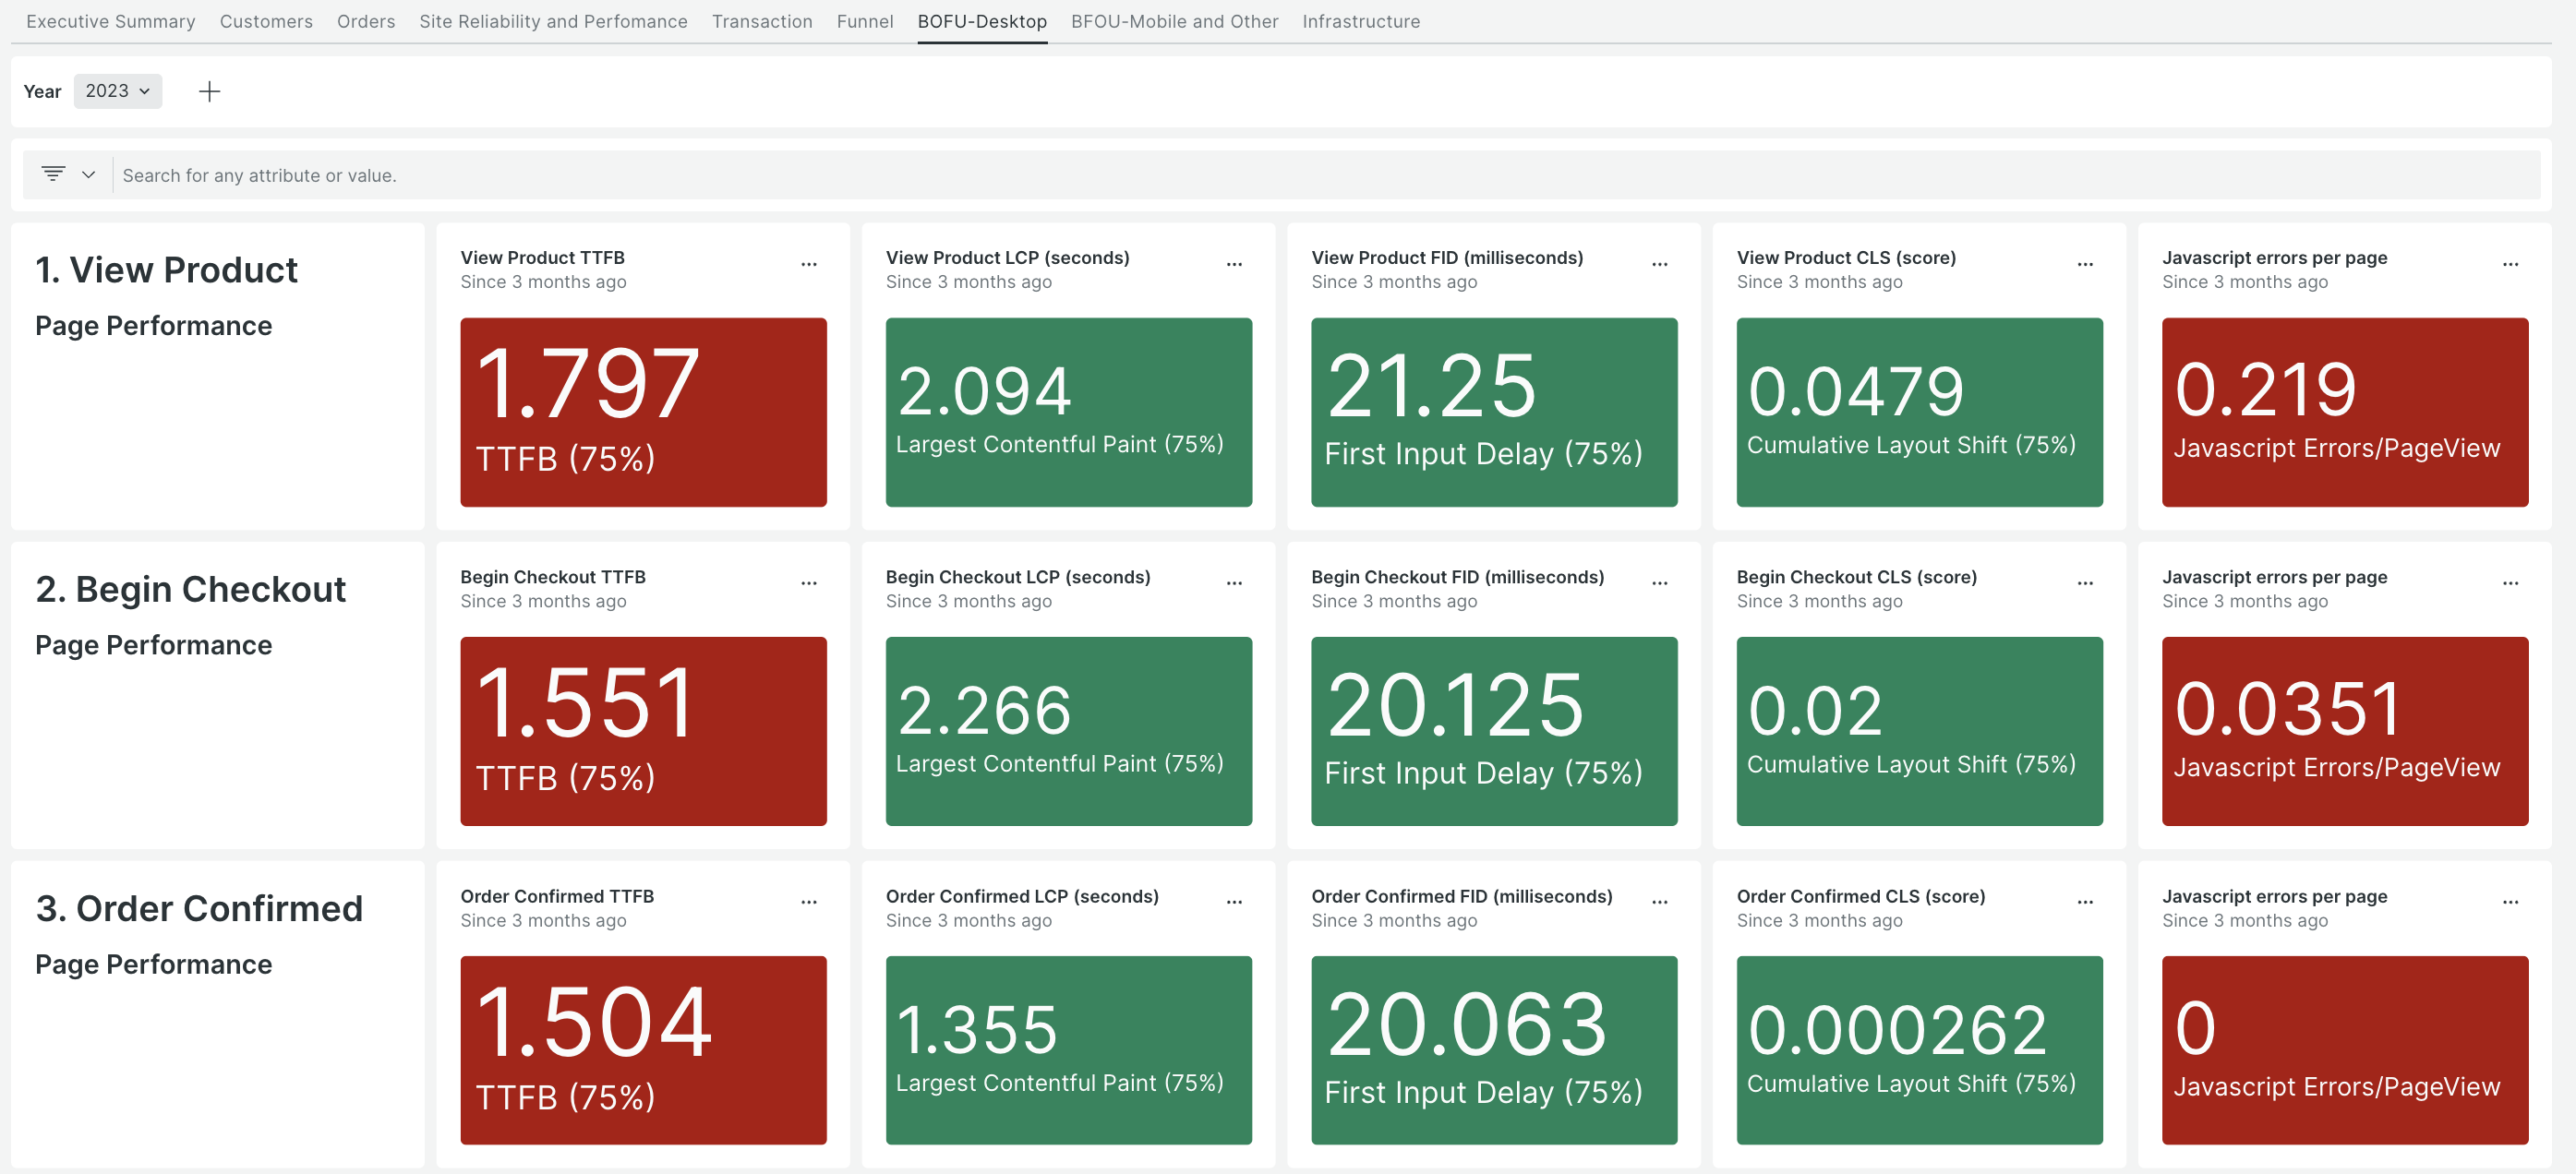 Executive Summary Customers Orders Site Reliability and Perfomance Transaction Funnel BOFU-Desktop BFOU-Mobile and Other Infrastructure
Year 2023
Search for any attribute or value.
1. View Product
Page Performance
View Product TTFB
Since 3 months ago
1.797
TTFB (75%)
View Product LCP (seconds)
Since 3 months ago
2.094
Largest Contentful Paint (75%)
View Product FID (milliseconds)
Since 3 months ago
21.25
First Input Delay (75%)
View Product CLS (score)
Since 3 months ago
0.0479
Cumulative Layout Shift (75%)
Javascript errors per page
Since 3 months ago
0.219
Javascript Errors/PageView
2. Begin Checkout
Page Performance
Begin Checkout TTFB
Since 3 months ago
1.551
TTFB (75%)
Begin Checkout LCP (seconds)
Since 3 months ago
2.266
Largest Contentful Paint (75%)
Begin Checkout FID (milliseconds)
Since 3 months ago
20.125
First Input Delay (75%)
Begin Checkout CLS (score)
Since 3 months ago
0.02
Cumulative Layout Shift (75%)
Javascript errors per page
Since 3 months ago
0.0351
Javascript Errors/PageView
3. Order Confirmed
Page Performance
Order Confirmed TTFB
Since 3 months ago
1.504
TTFB (75%)
Order Confirmed LCP (seconds)
Since 3 months ago
1.355
Largest Contentful Paint (75%)
Order Confirmed FID (milliseconds)
Since 3 months ago
20.063
First Input Delay (75%)
Order Confirmed CLS (score)
Since 3 months ago
0.000262
Cumulative Layout Shift (75%)
Javascript errors per page
Since 3 months ago
0
Javascript Errors/PageView